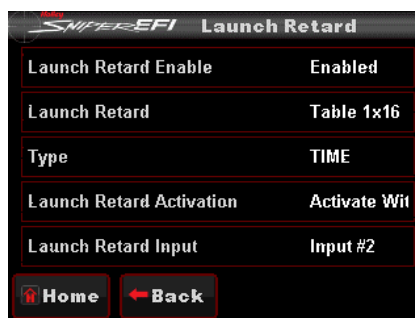 Holley
SNIPER EFI Launch Retard
Launch Retard Enable Enabled
Launch Retard Table 1x16
Type TIME
Launch Retard Activation Activate Wit
Launch Retard Input Input #2
Home Back